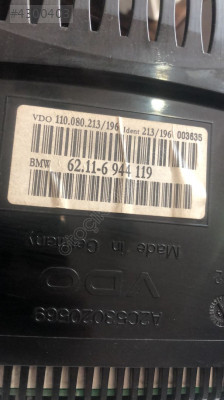 VDO 110.080.213/196 Ident 213/196 003635
BMW 62.11-6 944 119
Made in
Germany
VDO
A2C53020569